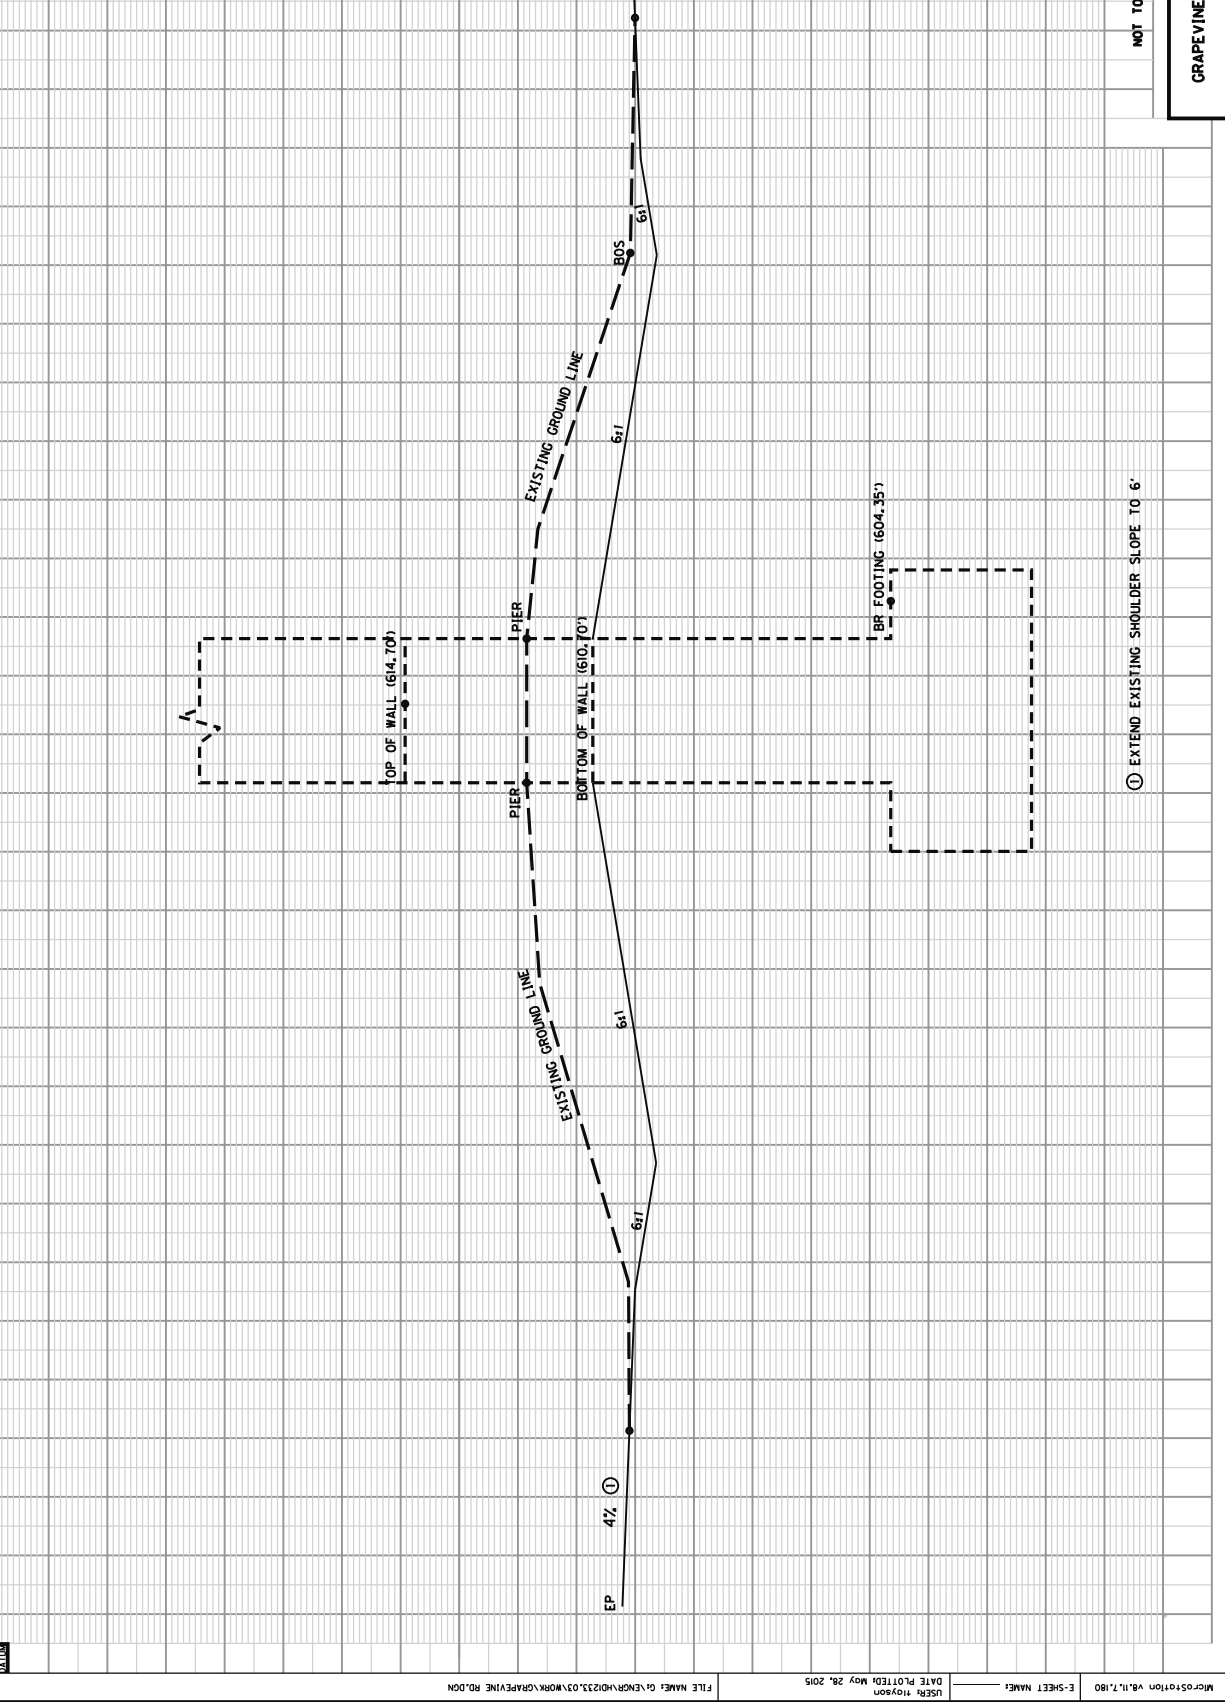 NOT TO
GRAPEVINE
6:1
BOS
EXISTING GROUND LINE
6:1
BR FOOTING (604.35')
PIER
TOP OF WALL (614.70')
BOTTOM OF WALL (610.70')
PIER
① EXTEND EXISTING SHOULDER SLOPE TO 6'
EXISTING GROUND LINE
6:1
6:1
4% ①
EP
DATUM
FILE NAME: G:\ENGR\HD1233.03\WORK\GRAPEVINE RD.DGN
USER: tlayson
DATE PLOTTED: May 28, 2015
E-SHEET NAME:
MicroStation v8.11.7.180